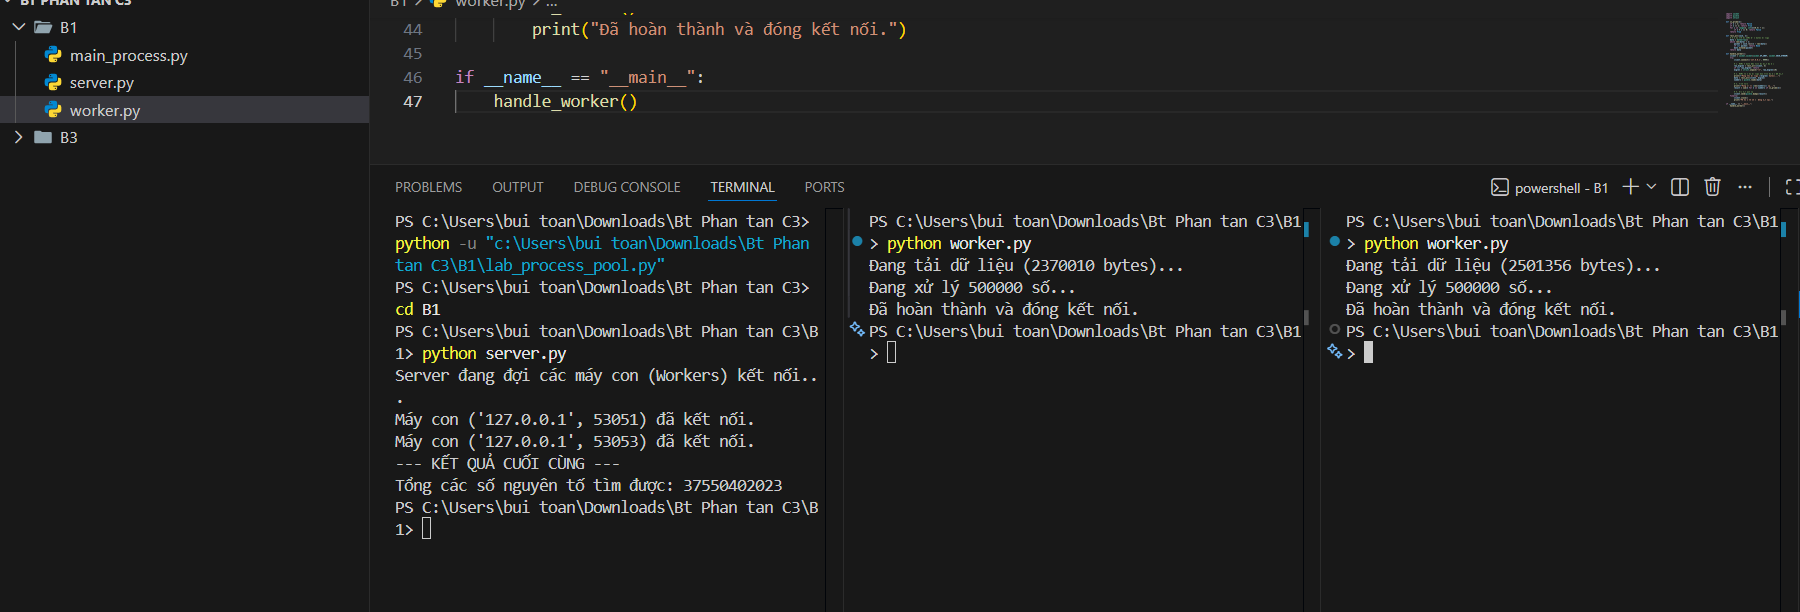 BT PHAN TAN C3
B1
main_process.py
server.py
worker.py
B3
B1 > worker.py > ...
44 print("Đã hoàn thành và đóng kết nối.")
45
46 if __name__ == "__main__":
47 handle_worker()
PROBLEMS OUTPUT DEBUG CONSOLE TERMINAL PORTS
powershell - B1
PS C:\Users\bui toan\Downloads\Bt Phan tan C3>
python -u "c:\Users\bui toan\Downloads\Bt Phan
tan C3\B1\lab_process_pool.py"
PS C:\Users\bui toan\Downloads\Bt Phan tan C3>
cd B1
PS C:\Users\bui toan\Downloads\Bt Phan tan C3\B
1> python server.py
Server đang đợi các máy con (Workers) kết nối..
.
Máy con ('127.0.0.1', 53051) đã kết nối.
Máy con ('127.0.0.1', 53053) đã kết nối.
--- KẾT QUẢ CUỐI CÙNG ---
Tổng các số nguyên tố tìm được: 37550402023
PS C:\Users\bui toan\Downloads\Bt Phan tan C3\B
1>
PS C:\Users\bui toan\Downloads\Bt Phan tan C3\B1
> python worker.py
Đang tải dữ liệu (2370010 bytes)...
Đang xử lý 500000 số...
Đã hoàn thành và đóng kết nối.
PS C:\Users\bui toan\Downloads\Bt Phan tan C3\B1
>
PS C:\Users\bui toan\Downloads\Bt Phan tan C3\B1
> python worker.py
Đang tải dữ liệu (2501356 bytes)...
Đang xử lý 500000 số...
Đã hoàn thành và đóng kết nối.
PS C:\Users\bui toan\Downloads\Bt Phan tan C3\B1
>